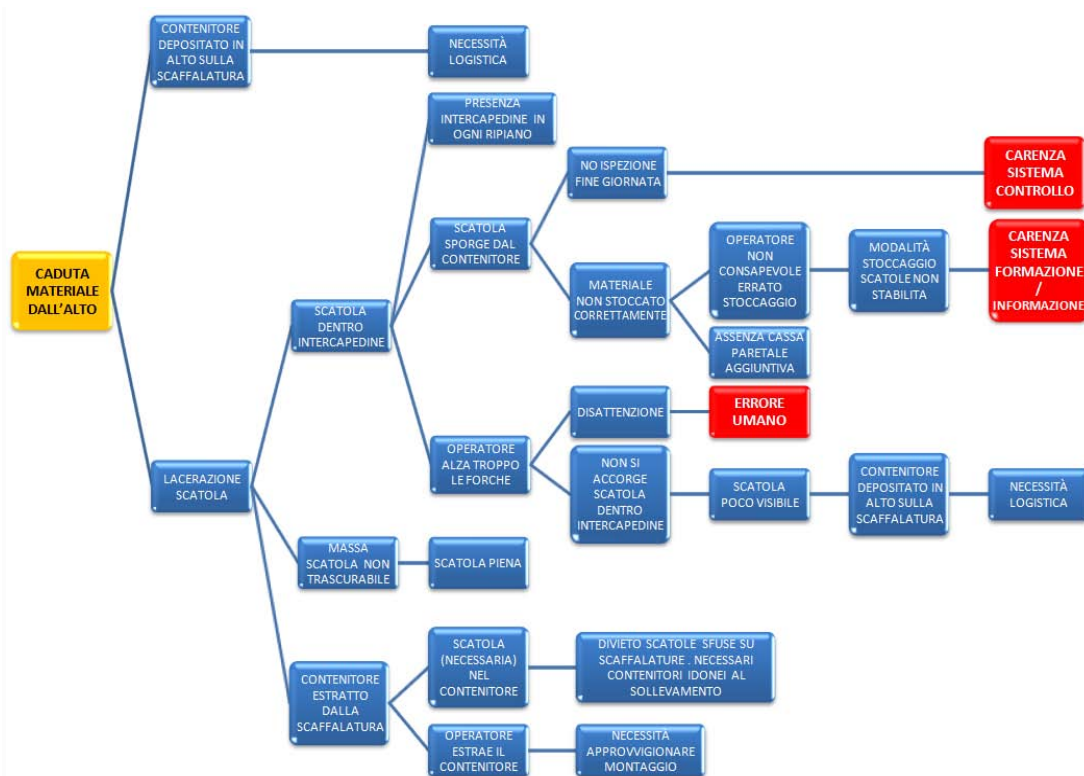 CONTENITORE
DEPOSITATO IN
ALTO SULLA
SCAFFALATURA
NECESSITÀ
LOGISTICA
PRESENZA
INTERCAPEDINE IN
OGNI RIPIANO
NO ISPEZIONE
FINE GIORNATA
CARENZA
SISTEMA
CONTROLLO
SCATOLA
SPORGE DAL
CONTENITORE
OPERATORE
NON
CONSAPEVOLE
ERRATO
STOCCAGGIO
MODALITÀ
STOCCAGGIO
SCATOLE NON
STABILITA
CARENZA
SISTEMA
FORMAZIONE
/
INFORMAZIONE
CADUTA
MATERIALE
DALL'ALTO
SCATOLA
DENTRO
INTERCAPEDINE
MATERIALE
NON STOCCATO
CORRETTAMENTE
ASSENZA CASSA
PARETALE
AGGIUNTIVA
DISATTENZIONE
ERRORE
UMANO
LACERAZIONE
SCATOLA
OPERATORE
ALZA TROPPO
LE FORCHE
NON SI
ACCORGE
SCATOLA
DENTRO
INTERCAPEDINE
SCATOLA
POCO VISIBILE
CONTENITORE
DEPOSITATO IN
ALTO SULLA
SCAFFALATURA
NECESSITÀ
LOGISTICA
MASSA
SCATOLA NON
TRASCURABILE
SCATOLA PIENA
CONTENITORE
ESTRATTO
DALLA
SCAFFALATURA
SCATOLA
(NECESSARIA)
NEL
CONTENITORE
DIVIETO SCATOLE SFUSE SU
SCAFFALATURE . NECESSARI
CONTENITORI IDONEI AL
SOLLEVAMENTO
OPERATORE
ESTRAE IL
CONTENITORE
NECESSITÀ
APPROVVIGIONARE
MONTAGGIO